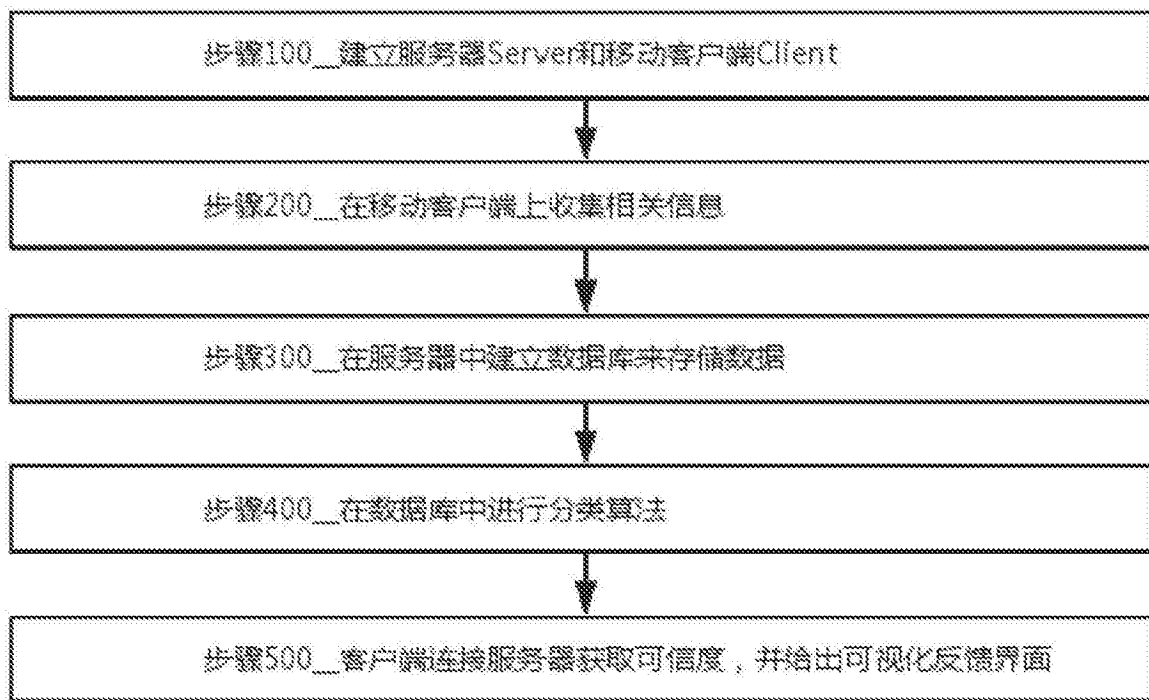 步骤100__建立服务器Server和移动客户端Client
步骤200__在移动客户端上收集相关信息
步骤300__在服务器中建立数据库来存储数据
步骤400__在数据库中进行分类算法
步骤500__客户端连接服务器获取可信度，并给出可视化反馈界面